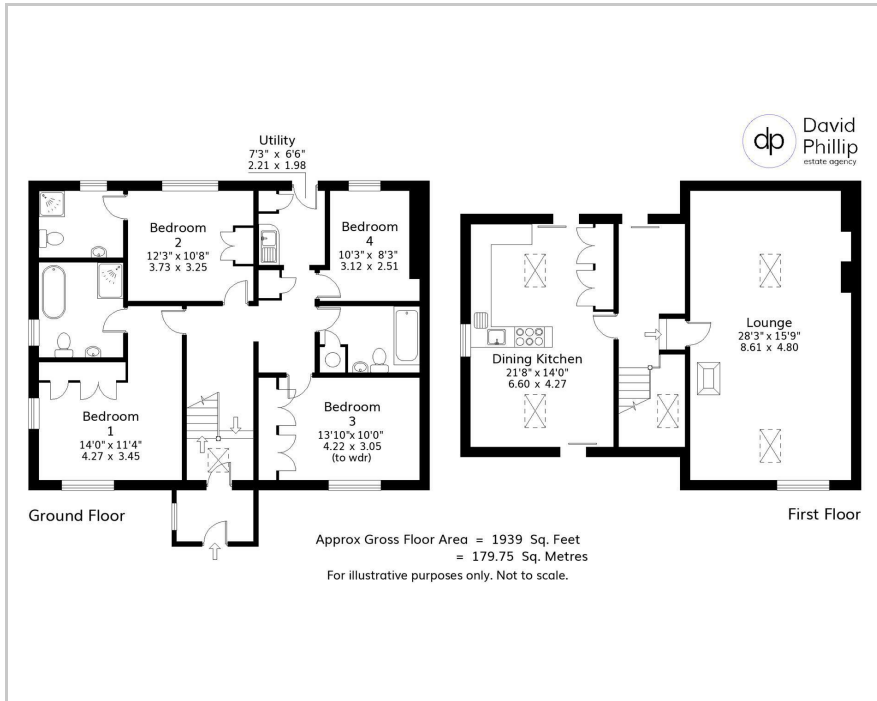 dp
David
Phillip
estate agency
Utility
7'3" x 6'6"
2.21 x 1.98
Bedroom
2
12'3" x 10'8"
3.73 x 3.25
Bedroom
4
10'3" x 8'3"
3.12 x 2.51
Bedroom
1
14'0" x 11'4"
4.27 x 3.45
Bedroom
3
13'10" x 10'0"
4.22 x 3.05
(to wdr)
Ground Floor
Dining Kitchen
21'8" x 14'0"
6.60 x 4.27
Lounge
28'3" x 15'9"
8.61 x 4.80
First Floor
Approx Gross Floor Area = 1939 Sq. Feet
= 179.75 Sq. Metres
For illustrative purposes only. Not to scale.